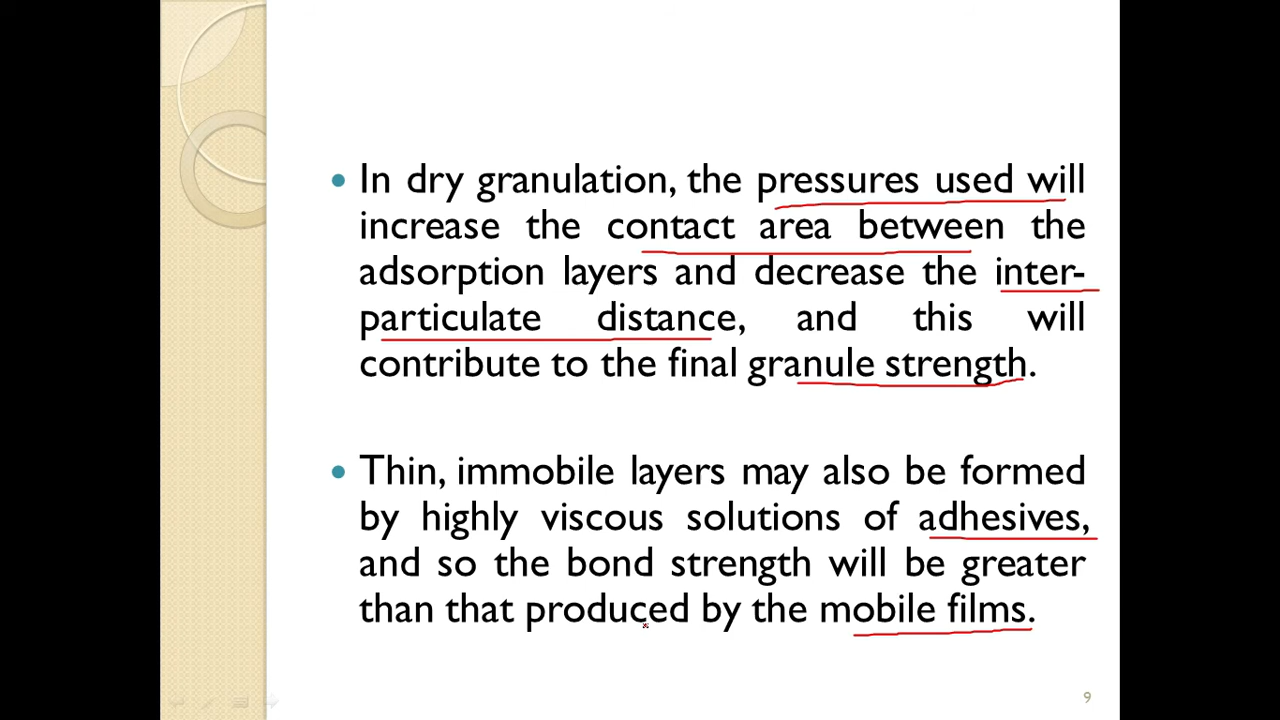 In dry granulation, the pressures used will
increase the contact area between the
adsorption layers and decrease the inter-
particulate distance, and this will
contribute to the final granule strength.
Thin, immobile layers may also be formed
by highly viscous solutions of adhesives,
and so the bond strength will be greater
than that produced by the mobile films.
9